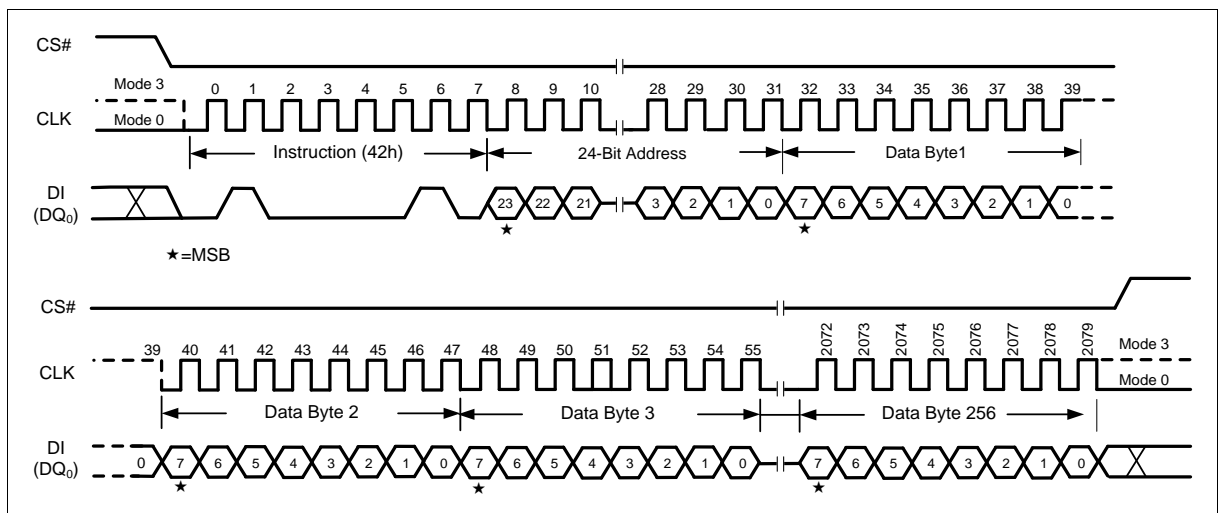 CS#
Mode 3
0 1 2 3 4 5 6 7 8 9 10 28 29 30 31 32 33 34 35 36 37 38 39
CLK
Mode 0
Instruction (42h) 24-Bit Address Data Byte1
DI
(DQ0)
23 22 21 3 2 1 0 7 6 5 4 3 2 1 0
★ ★
★=MSB
CS#
39 40 41 42 43 44 45 46 47 48 49 50 51 52 53 54 55 2072 2073 2074 2075 2076 2077 2078 2079
Mode 3
CLK
Mode 0
Data Byte 2 Data Byte 3 Data Byte 256
DI
(DQ0)
0 7 6 5 4 3 2 1 0 7 6 5 4 3 2 1 0 7 6 5 4 3 2 1 0
★ ★ ★